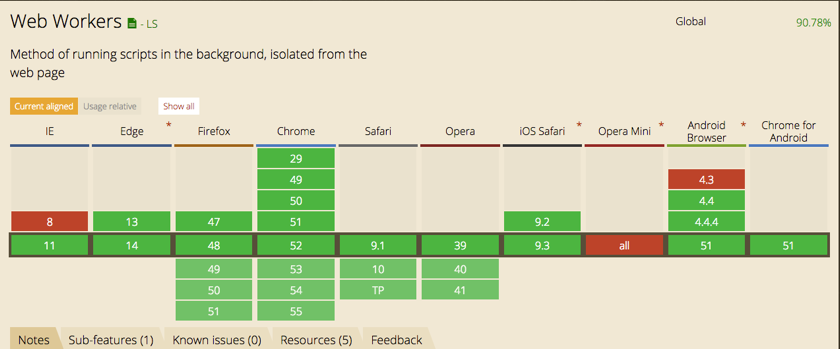 Web Workers - LS
Global 90.78%
Method of running scripts in the background, isolated from the
web page
Current aligned Usage relative Show all
IE Edge * Firefox Chrome Safari Opera iOS Safari * Opera Mini * Android Browser * Chrome for Android
29
49 4.3
50 4.4
8 13 47 51 9.2 4.4.4
11 14 48 52 9.1 39 9.3 all 51 51
49 53 10 40
50 54 TP 41
51 55
Notes Sub-features (1) Known issues (0) Resources (5) Feedback